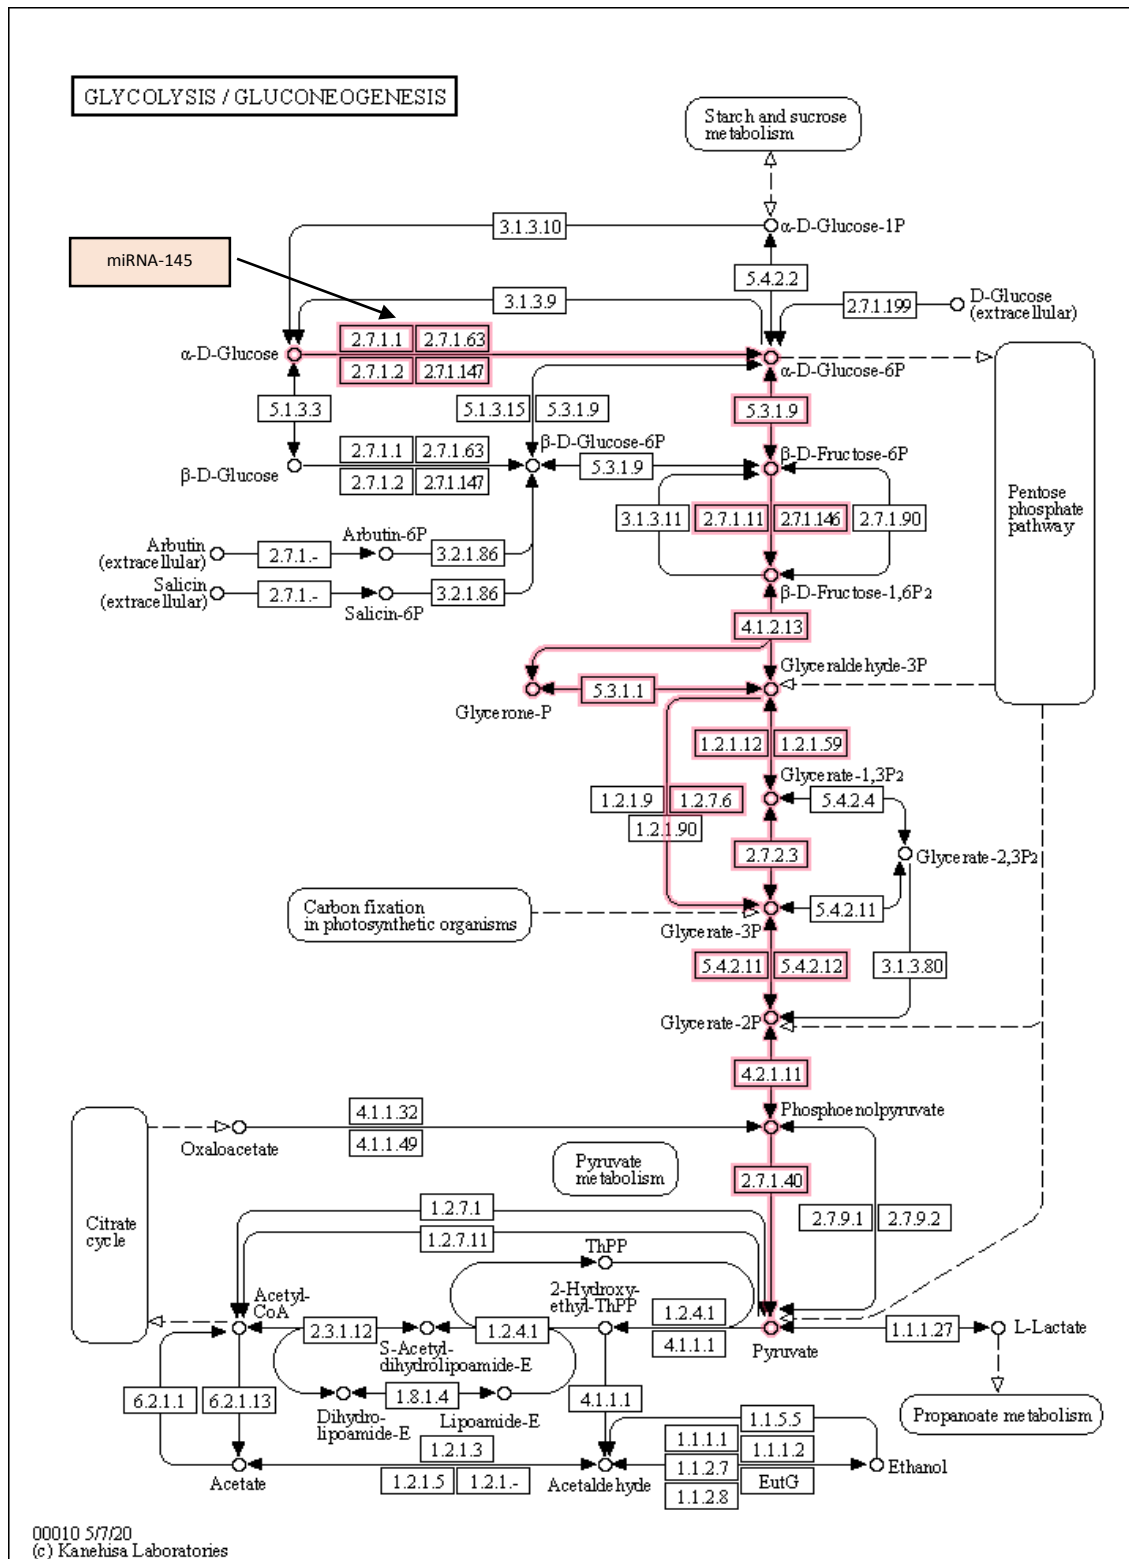 GLYCOLYSIS / GLUCONEOGENESIS
Starch and sucrose
metabolism
3.1.3.10
α-D-Glucose-1P
miRNA-145
5.4.2.2
3.1.3.9
2.7.1.199
D-Glucose
(extracellular)
2.7.1.1
2.7.1.63
α-D-Glucose
2.7.1.2
2.7.1.147
α-D-Glucose-6P
5.1.3.3
5.1.3.15
5.3.1.9
5.3.1.9
β-D-Glucose-6P
β-D-Fructose-6P
2.7.1.1
2.7.1.63
β-D-Glucose
2.7.1.2
2.7.1.147
5.3.1.9
Pentose
phosphate
pathway
3.1.3.11
2.7.1.11
2.7.1.146
2.7.1.90
Arbutin
(extracellular)
2.7.1.-
Arbutin-6P
3.2.1.86
Salicin
(extracellular)
2.7.1.-
Salicin-6P
3.2.1.86
β-D-Fructose-1,6P2
4.1.2.13
Glyceraldehyde-3P
5.3.1.1
Glycerone-P
1.2.1.12
1.2.1.59
Glycerate-1,3P2
1.2.1.9
1.2.7.6
5.4.2.4
1.2.1.90
2.7.2.3
Glycerate-2,3P2
Carbon fixation
in photosynthetic organisms
5.4.2.11
Glycerate-3P
5.4.2.11
5.4.2.12
3.1.3.80
Glycerate-2P
4.2.1.11
Phosphoenolpyruvate
4.1.1.32
Oxaloacetate
4.1.1.49
Pyruvate
metabolism
2.7.1.40
Citrate
cycle
1.2.7.1
2.7.9.1
2.7.9.2
1.2.7.11
ThPP
Acetyl-
CoA
2-Hydroxy-
ethyl-ThPP
2.3.1.12
S-Acetyl-
dihydrolipoamide-E
1.2.4.1
1.2.4.1
4.1.1.1
Pyruvate
1.1.1.27
L-Lactate
6.2.1.1
6.2.1.13
1.8.1.4
Dihydro-
lipoamide-E
Lipoamide-E
4.1.1.1
Propanoate metabolism
1.1.5.5
1.2.1.3
1.1.1.1
1.1.1.2
Acetate
1.2.1.5
1.2.1.-
Acetaldehyde
1.1.2.7
EutG
Ethanol
1.1.2.8
00010 5/7/20
(c) Kanehisa Laboratories